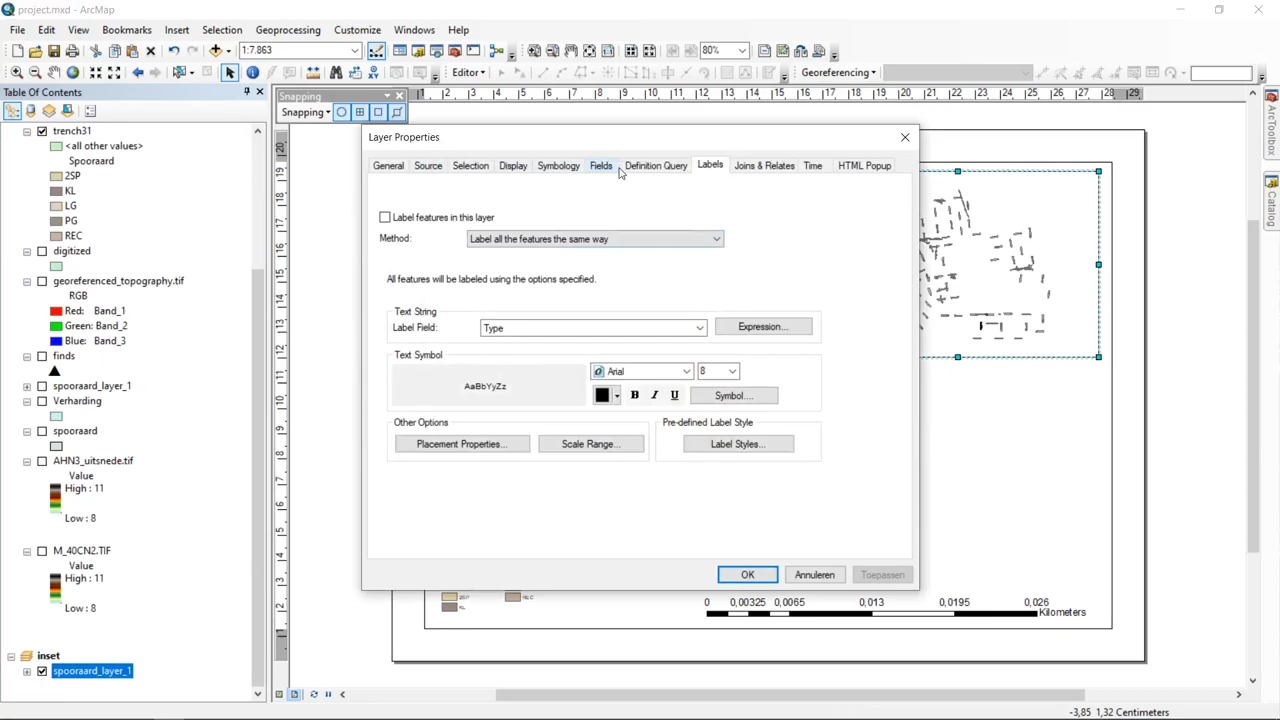 project.mxd - ArcMap
File Edit View Bookmarks Insert Selection Geoprocessing Customize Windows Help
1:7.863
80%
Editor
Georeferencing
Table Of Contents
trench31
<all other values>
Spooraard
2SP
KL
LG
PG
REC
digitized
georeferenced_topography.tif
RGB
Red: Band_1
Green: Band_2
Blue: Band_3
finds
spooraard_layer_1
Verharding
spooraard
AHN3_uitsnede.tif
Value
High : 11
Low : 8
M_40CN2.TIF
Value
High : 11
Low : 8
inset
spooraard_layer_1
Snapping
Snapping
Layer Properties
General Source Selection Display Symbology Fields Definition Query Labels Joins & Relates Time HTML Popup
Label features in this layer
Method: Label all the features the same way
All features will be labeled using the options specified.
Text String
Label Field: Type Expression...
Text Symbol
AaBbYyZz
Arial 8
B I U Symbol...
Other Options
Placement Properties... Scale Range...
Pre-defined Label Style
Label Styles...
OK Annuleren Toepassen
2SP REC
KL
0 0,00325 0,0065 0,013 0,0195 0,026
Kilometers
ArcToolbox
Catalog
-3,85 1,32 Centimeters